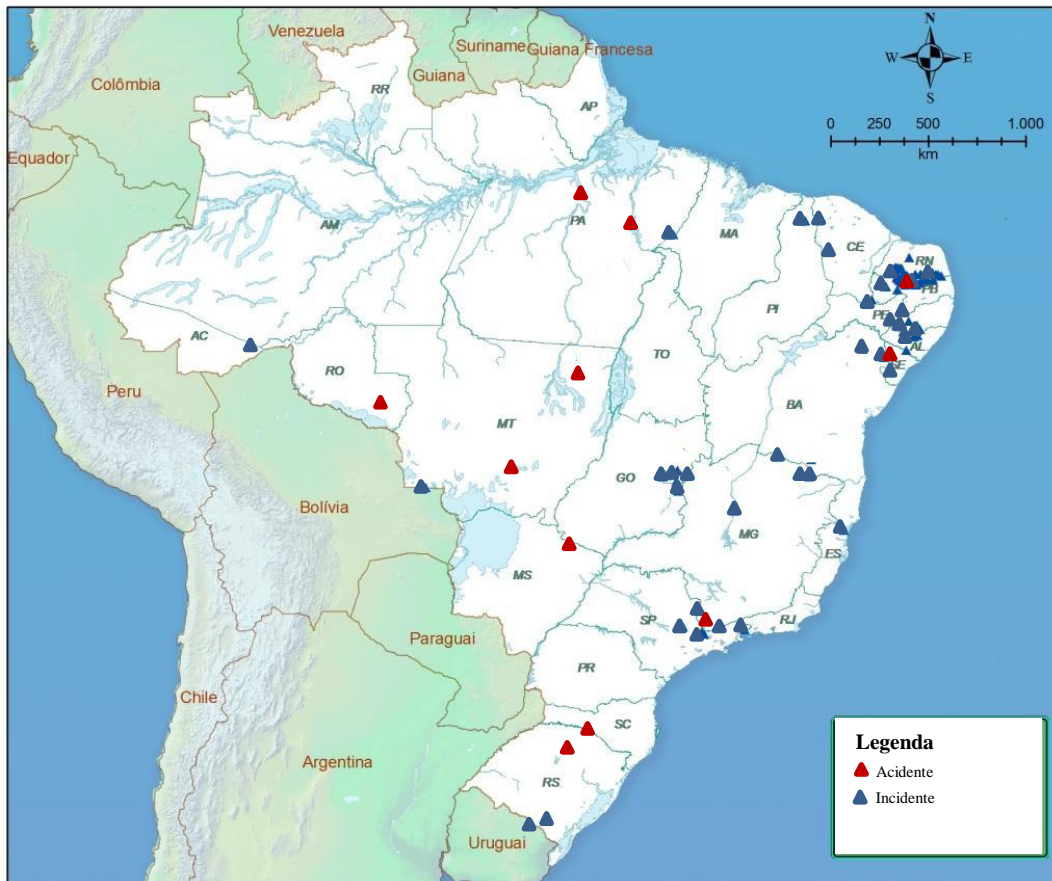 Venezuela
Suriname
Guiana Francesa
Guiana
Colômbia
Equador
Peru
Bolívia
Paraguai
Chile
Argentina
Uruguai
N
W
E
S
0 250 500 1.000
km
RR
AP
AM
PA
MA
CE
RN
PB
PI
PE
AL
SE
AC
RO
TO
MT
BA
GO
MG
ES
MS
SP
RJ
PR
SC
RS
Legenda
Acidente
Incidente